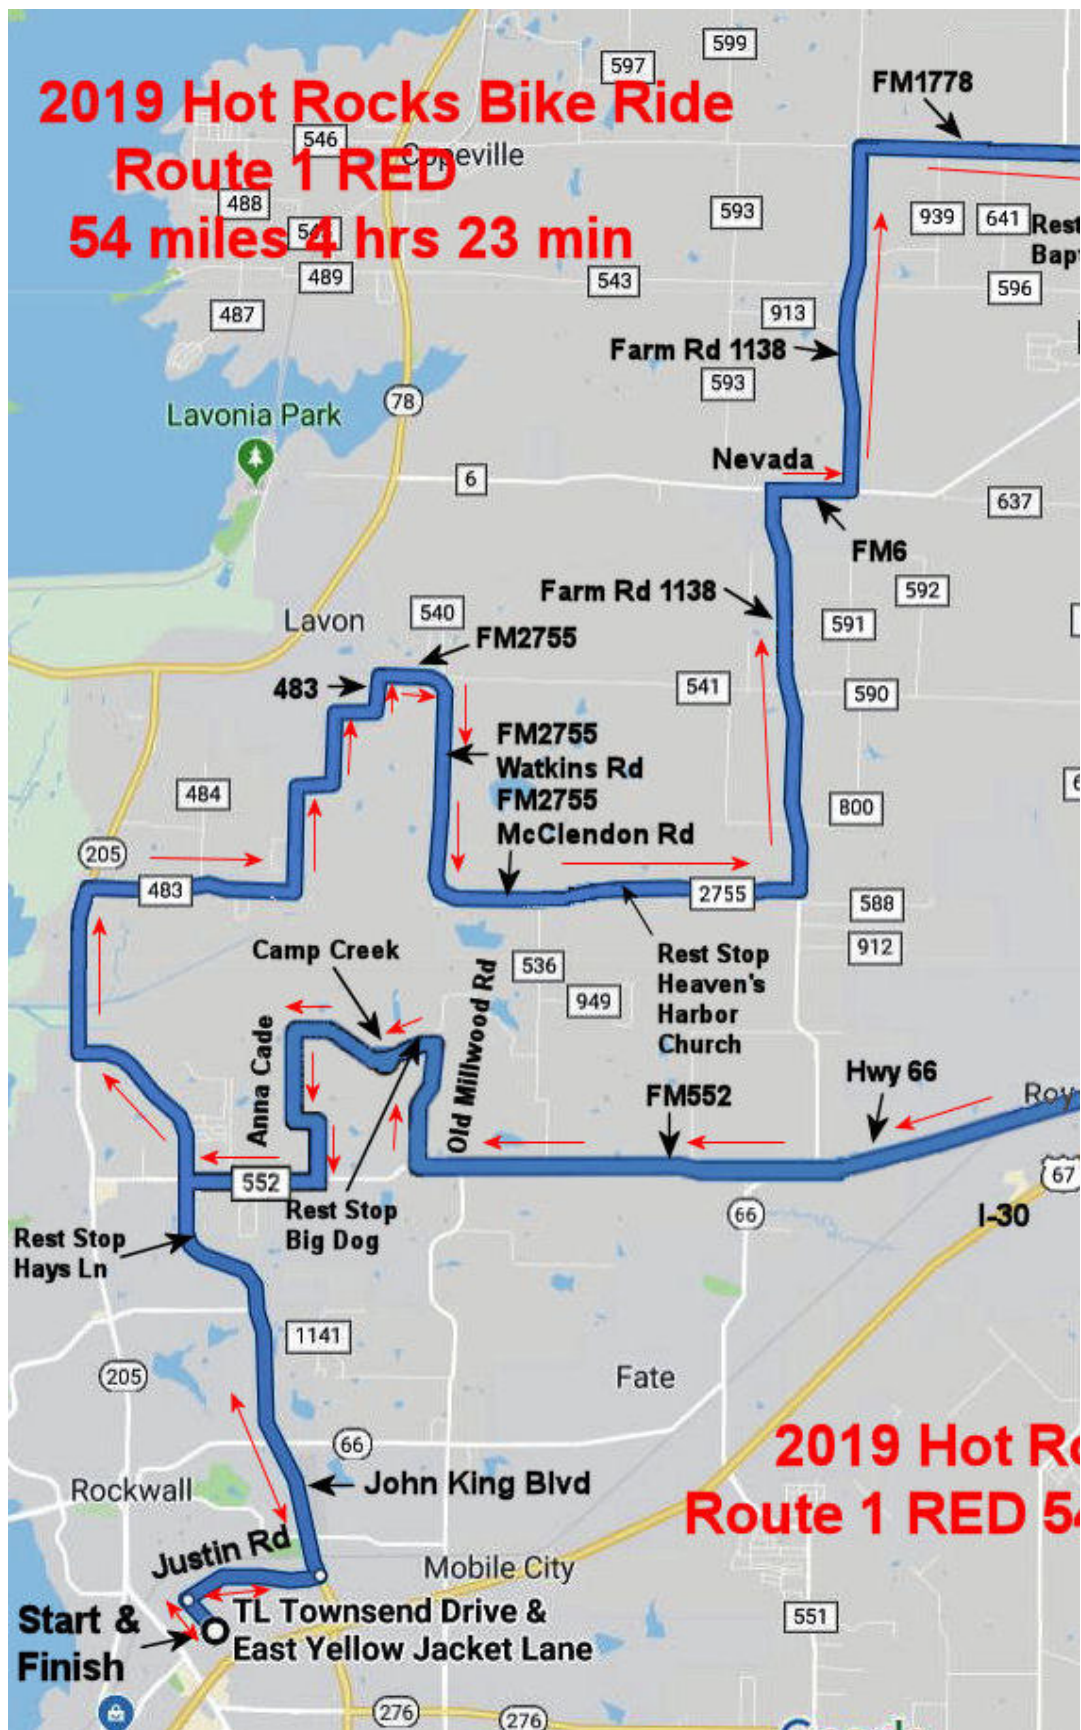 599
597
FM1778
2019 Hot Rocks Bike Ride
546
Copeville
Route 1 RED
488
593
939
641
Rest
54 miles 4 hrs 23 min
489
543
596
487
913
Farm Rd 1138
593
78
Lavonia Park
Nevada
6
637
FM6
Farm Rd 1138
592
540
Lavon
591
FM2755
483
541
590
FM2755
Watkins Rd
484
FM2755
800
McClendon Rd
205
483
2755
588
Camp Creek
912
536
Rest Stop
Heaven's
949
Harbor
Church
Anna Cade
Old Millwood Rd
Hwy 66
FM552
Roy
552
67
Rest Stop
Big Dog
66
I-30
Rest Stop
Hays Ln
1141
205
Fate
66
2019 Hot Ro
Rockwall
John King Blvd
Route 1 RED 54
Justin Rd
Mobile City
Start &
Finish
TL Townsend Drive &
East Yellow Jacket Lane
551
276
276